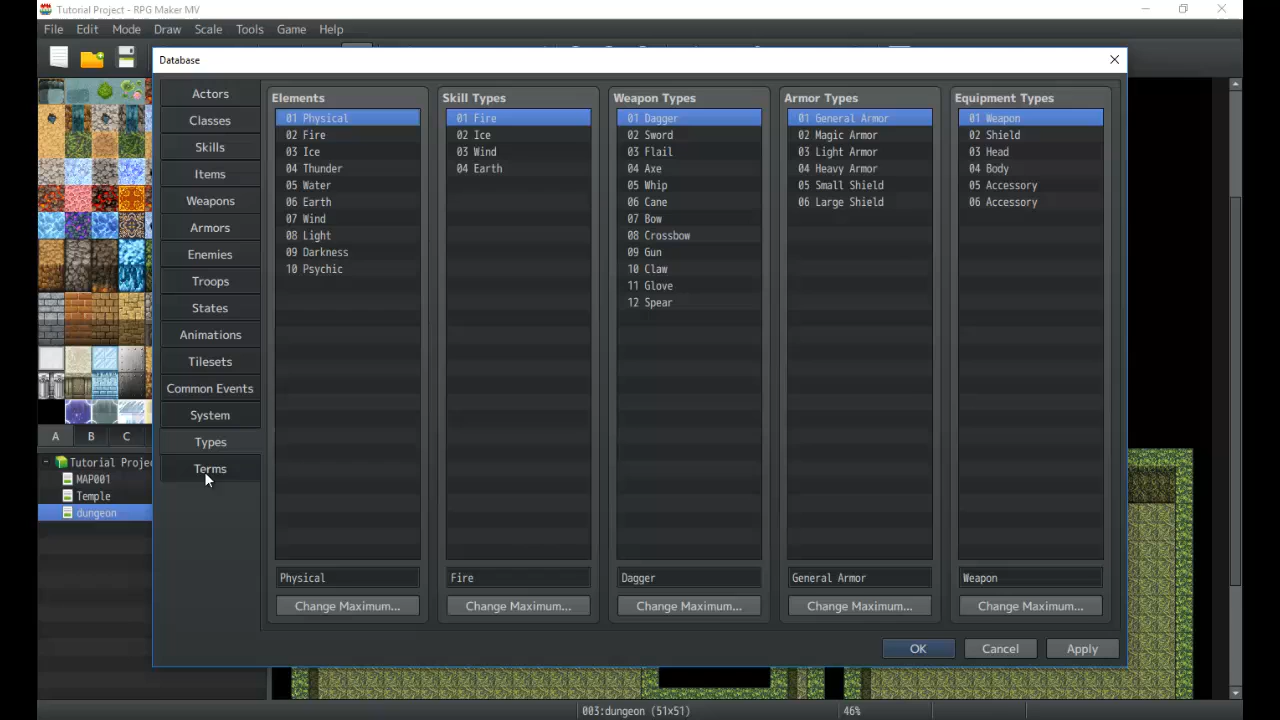 Tutorial Project - RPG Maker MV
File Edit Mode Draw Scale Tools Game Help
Database
Actors
Classes
Skills
Items
Weapons
Armors
Enemies
Troops
States
Animations
Tilesets
Common Events
System
Types
Terms
Elements
01 Physical
02 Fire
03 Ice
04 Thunder
05 Water
06 Earth
07 Wind
08 Light
09 Darkness
10 Psychic
Physical
Change Maximum...
Skill Types
01 Fire
02 Ice
03 Wind
04 Earth
Fire
Change Maximum...
Weapon Types
01 Dagger
02 Sword
03 Flail
04 Axe
05 Whip
06 Cane
07 Bow
08 Crossbow
09 Gun
10 Claw
11 Glove
12 Spear
Dagger
Change Maximum...
Armor Types
01 General Armor
02 Magic Armor
03 Light Armor
04 Heavy Armor
05 Small Shield
06 Large Shield
General Armor
Change Maximum...
Equipment Types
01 Weapon
02 Shield
03 Head
04 Body
05 Accessory
06 Accessory
Weapon
Change Maximum...
OK Cancel Apply
A B C
Tutorial Proje
MAP001
Temple
dungeon
003:dungeon (51x51) 46%